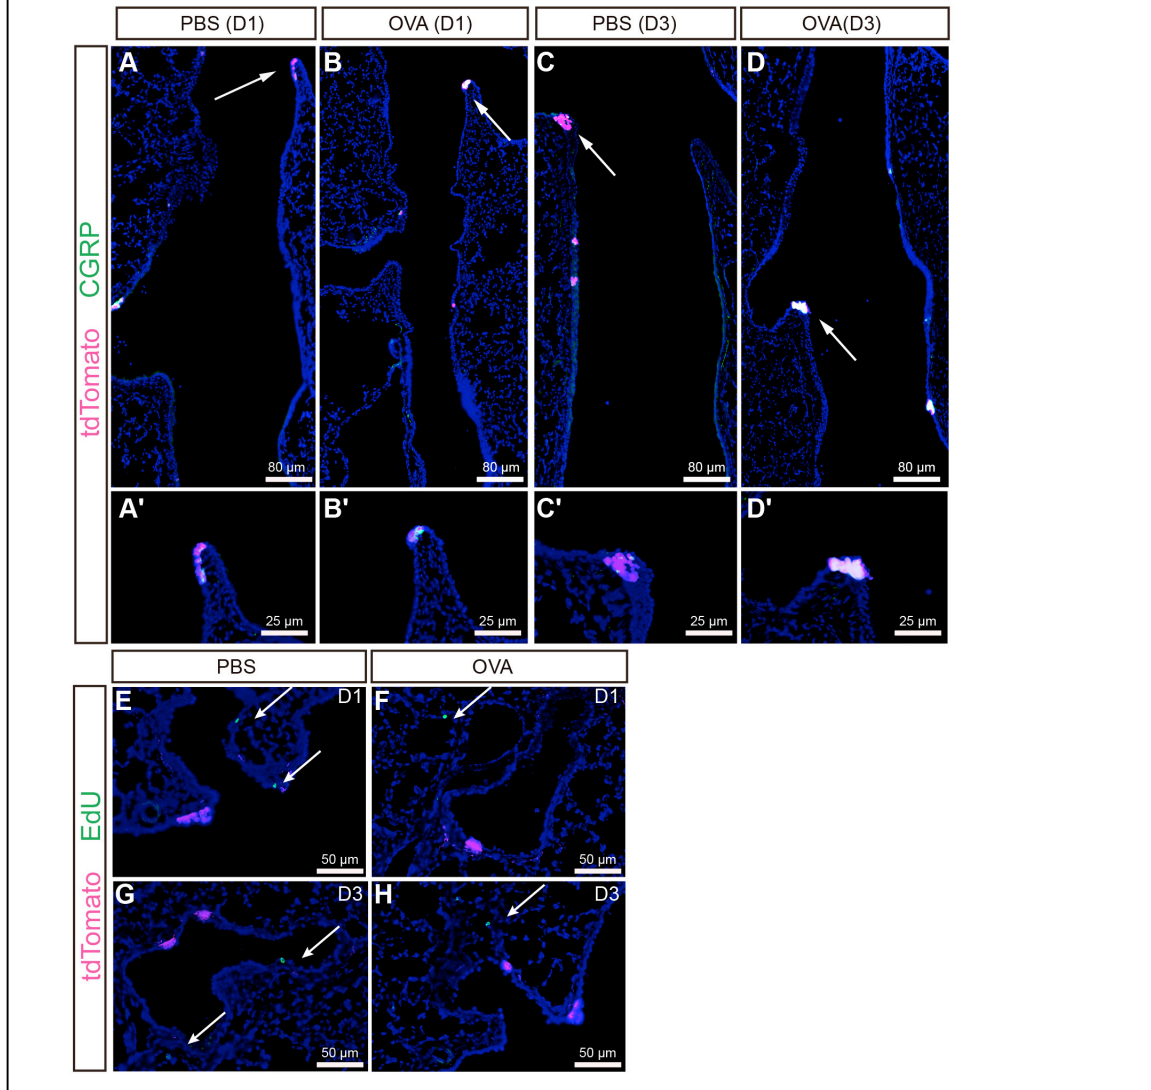 PBS (D1)
OVA (D1)
PBS (D3)
OVA(D3)
tdTomato CGRP
A
B
C
D
80 µm
80 µm
80 µm
80 µm
A'
B'
C'
D'
25 µm
25 µm
25 µm
25 µm
PBS
OVA
tdTomato EdU
E
D1
F
D1
50 µm
50 µm
G
D3
H
D3
50 µm
50 µm